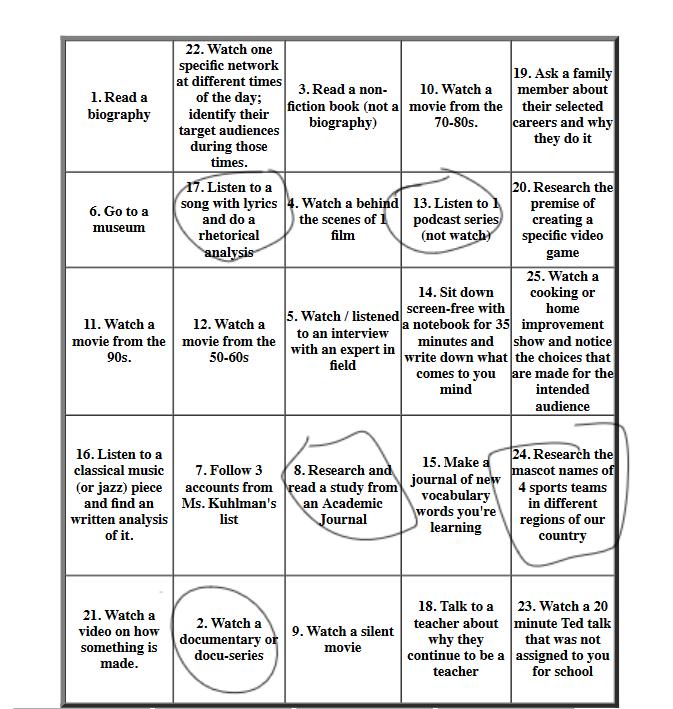 1. Read a
biography
22. Watch one
specific network
at different times
of the day;
identify their
target audiences
during those
times.
3. Read a non-
fiction book (not a
biography)
10. Watch a
movie from the
70-80s.
19. Ask a family
member about
their selected
careers and why
they do it
6. Go to a
museum
17. Listen to a
song with lyrics
and do a
rhetorical
analysis
4. Watch a behind
the scenes of 1
film
13. Listen to 1
podcast series
(not watch)
20. Research the
premise of
creating a
specific video
game
11. Watch a
movie from the
90s.
12. Watch a
movie from the
50-60s
5. Watch / listened
to an interview
with an expert in
field
14. Sit down
screen-free with
a notebook for 35
minutes and
write down what
comes to you
mind
25. Watch a
cooking or
home
improvement
show and notice
the choices that
are made for the
intended
audience
16. Listen to a
classical music
(or jazz) piece
and find an
written analysis
of it.
7. Follow 3
accounts from
Ms. Kuhlman's
list
8. Research and
read a study from
an Academic
Journal
15. Make a
journal of new
vocabulary
words you're
learning
24. Research the
mascot names of
4 sports teams
in different
regions of our
country
21. Watch a
video on how
something is
made.
2. Watch a
documentary or
docu-series
9. Watch a silent
movie
18. Talk to a
teacher about
why they
continue to be a
teacher
23. Watch a 20
minute Ted talk
that was not
assigned to you
for school